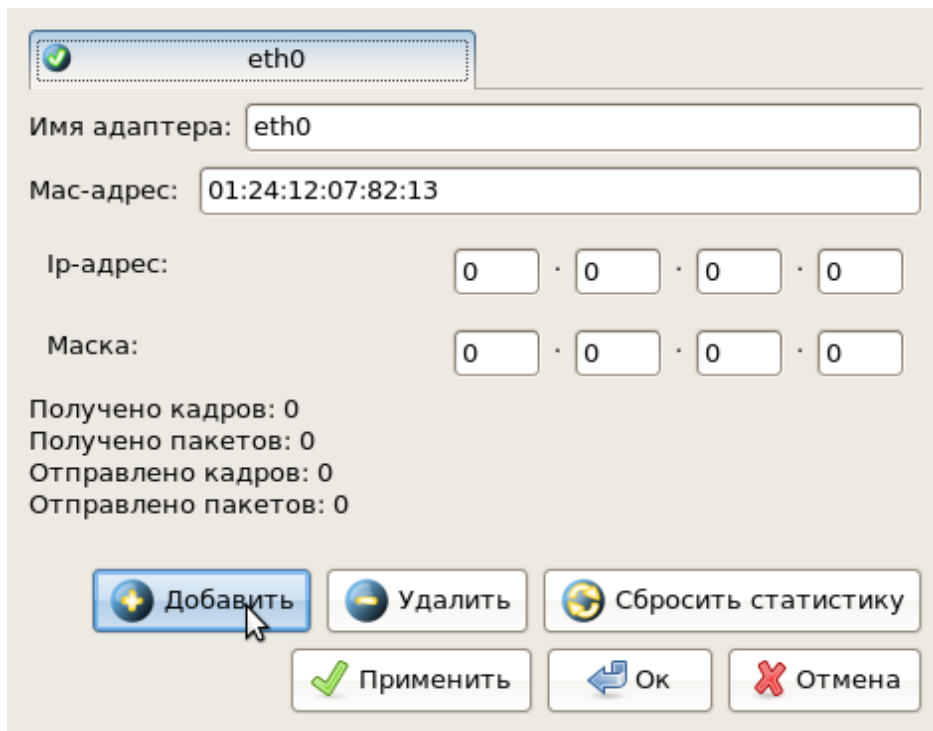 eth0
Имя адаптера: eth0
Mac-адрес: 01:24:12:07:82:13
Ip-адрес: 0 . 0 . 0 . 0
Маска: 0 . 0 . 0 . 0
Получено кадров: 0
Получено пакетов: 0
Отправлено кадров: 0
Отправлено пакетов: 0
Добавить Удалить Сбросить статистику
Применить Ок Отмена